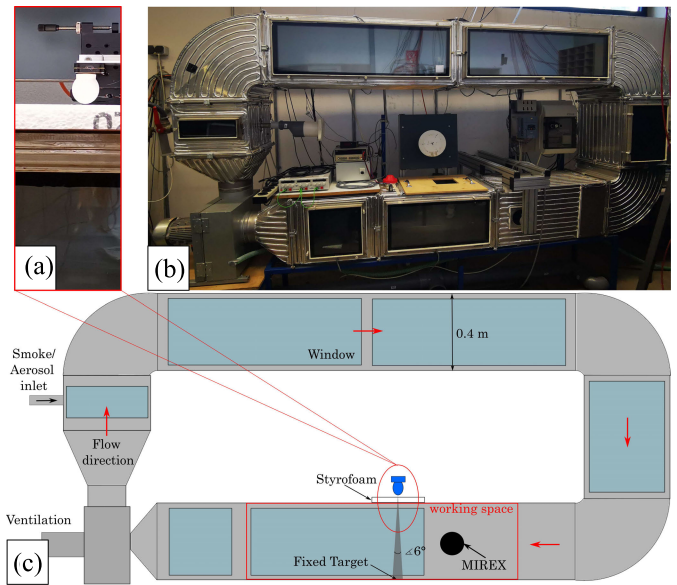 (a)
(b)
0.4 m
Window
Smoke/
Aerosol
inlet
Flow
direction
Styrofoam
working space
Ventilation
∡6°
MIREX
Fixed Target
(c)